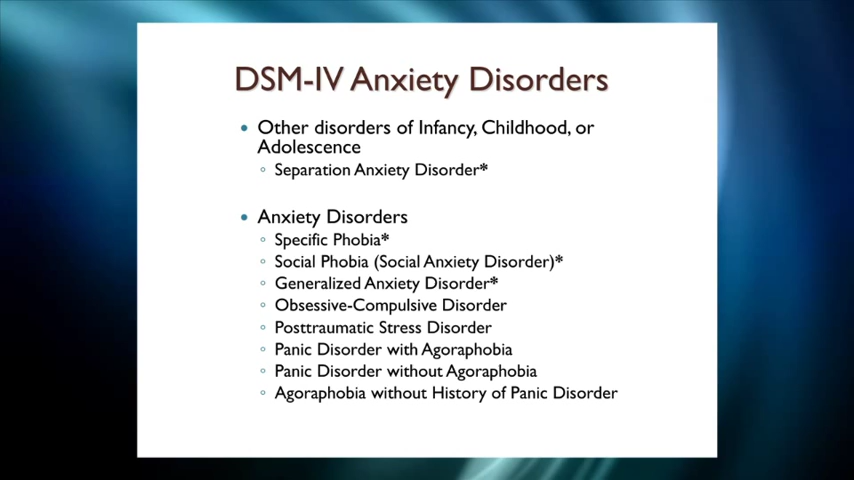 DSM-IV Anxiety Disorders
• Other disorders of Infancy, Childhood, or
Adolescence
◦ Separation Anxiety Disorder*
• Anxiety Disorders
◦ Specific Phobia*
◦ Social Phobia (Social Anxiety Disorder)*
◦ Generalized Anxiety Disorder*
◦ Obsessive-Compulsive Disorder
◦ Posttraumatic Stress Disorder
◦ Panic Disorder with Agoraphobia
◦ Panic Disorder without Agoraphobia
◦ Agoraphobia without History of Panic Disorder